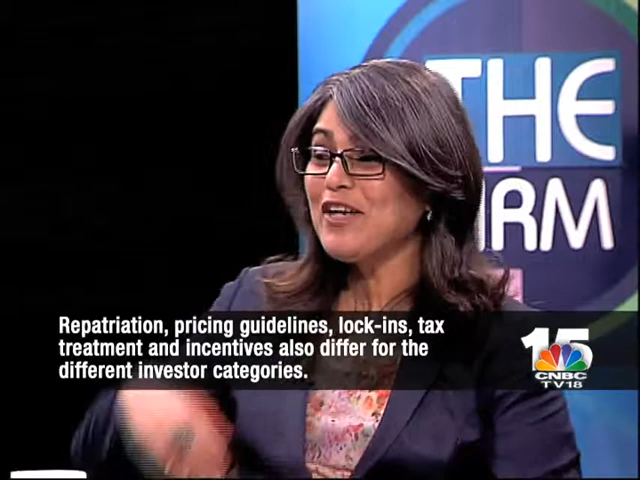 THE
FIRM
Repatriation, pricing guidelines, lock-ins, tax
treatment and incentives also differ for the
different investor categories.
15
CNBC
TV18